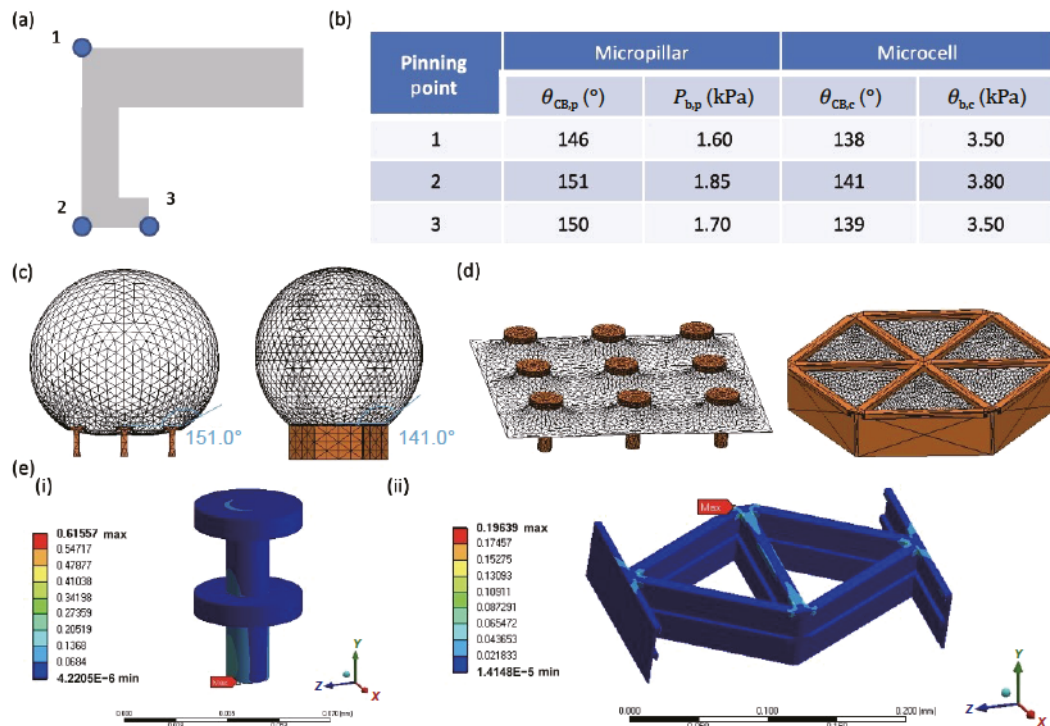 (a)
1
2
3
(b)
Pinning point
Micropillar
Microcell
θCB,p (°)
Pb,p (kPa)
θCB,c (°)
θb,c (kPa)
1 146 1.60 138 3.50
2 151 1.85 141 3.80
3 150 1.70 139 3.50
(c)
151.0°
141.0°
(d)
(e)
(i)
0.61557 max
0.54717
0.47877
0.41038
0.34198
0.27359
0.20519
0.1368
0.0684
4.2205E−6 min
Max
Y
Z
X
0.000
(mm)
(ii)
0.19639 max
0.17457
0.15275
0.13093
0.10911
0.087291
0.065472
0.043653
0.021833
1.4148E−5 min
Max
Y
Z
X
0.000 0.100 0.200 (mm)